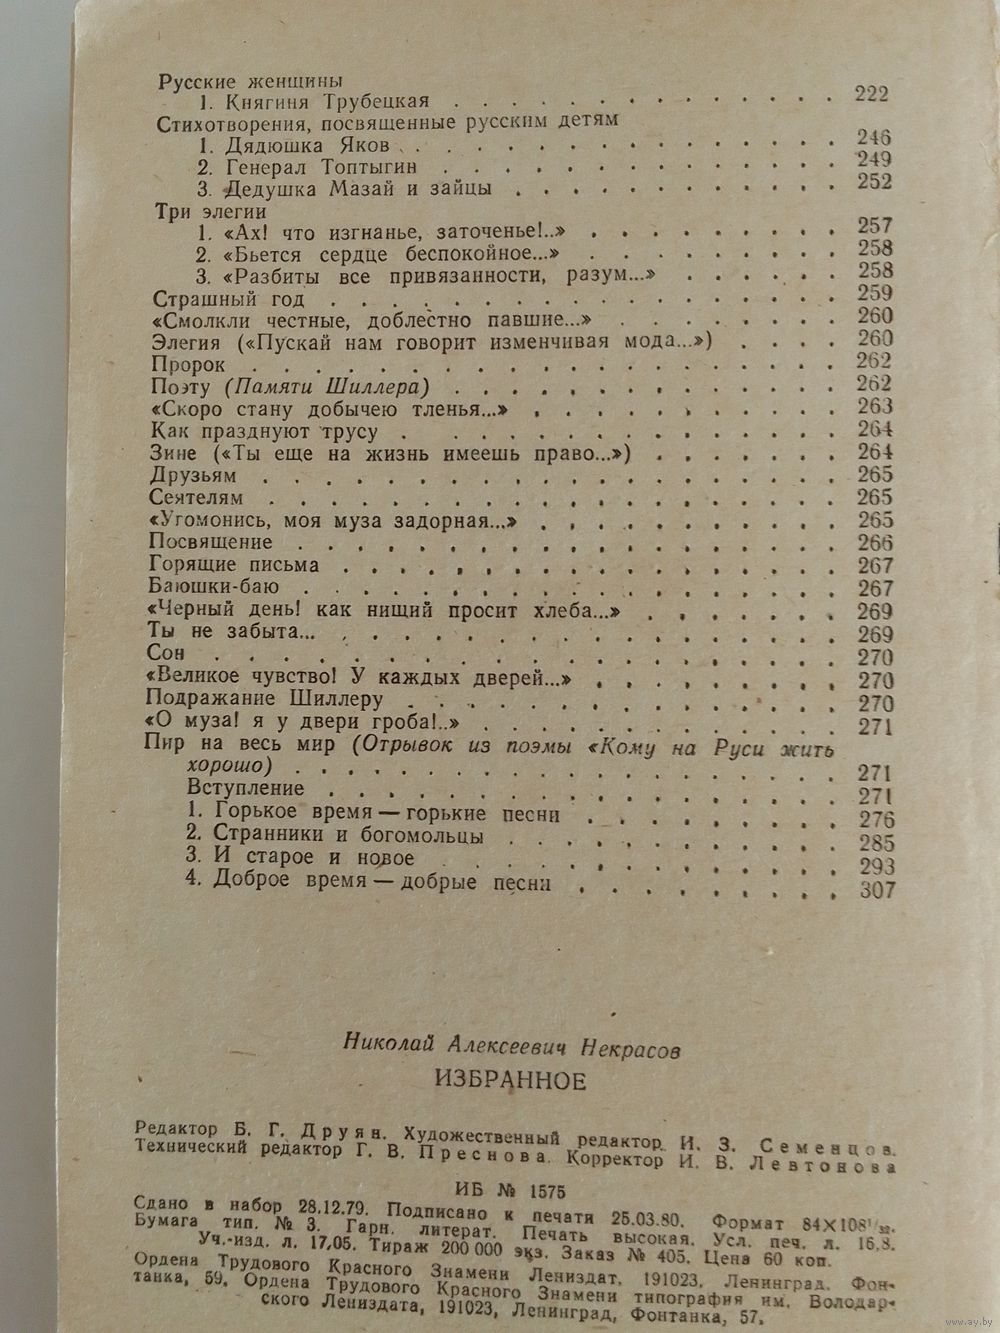 Русские женщины
1. Княгиня Трубецкая . . . . . . . . . . . . . 222
Стихотворения, посвященные русским детям
1. Дядюшка Яков . . . . . . . . . . . . . . . 246
2. Генерал Топтыгин . . . . . . . . . . . . . 249
3. Дедушка Мазай и зайцы . . . . . . . . . . . 252
Три элегии
1. «Ах! что изгнанье, заточенье!..» . . . . . . . . 257
2. «Бьется сердце беспокойное...» . . . . . . . . 258
3. «Разбиты все привязанности, разум...» . . . . . . 258
Страшный год . . . . . . . . . . . . . . . . . 259
«Смолкли честные, доблестно павшие...» . . . . . . . 260
Элегия («Пускай нам говорит изменчивая мода...») . . . . 260
Пророк . . . . . . . . . . . . . . . . . . . . 262
Поэту (Памяти Шиллера) . . . . . . . . . . . . . 262
«Скоро стану добычею тленья...» . . . . . . . . . . 263
Как празднуют трусу . . . . . . . . . . . . . . . 264
Зине («Ты еще на жизнь имеешь право...») . . . . . . 264
Друзьям . . . . . . . . . . . . . . . . . . . 265
Сеятелям . . . . . . . . . . . . . . . . . . . 265
«Угомонись, моя муза задорная...» . . . . . . . . . . 265
Посвящение . . . . . . . . . . . . . . . . . . 266
Горящие письма . . . . . . . . . . . . . . . . 267
Баюшки-баю . . . . . . . . . . . . . . . . . . 267
«Черный день! как нищий просит хлеба...» . . . . . . 269
Ты не забыта... . . . . . . . . . . . . . . . . . 269
Сон . . . . . . . . . . . . . . . . . . . . . 270
«Великое чувство! У каждых дверей...» . . . . . . . . 270
Подражание Шиллеру . . . . . . . . . . . . . . 270
«О муза! я у двери гроба!..» . . . . . . . . . . . . 271
Пир на весь мир (Отрывок из поэмы «Кому на Руси жить
хорошо) . . . . . . . . . . . . . . . . . . . 271
Вступление . . . . . . . . . . . . . . . . . . 271
1. Горькое время — горькие песни . . . . . . . . . 276
2. Странники и богомольцы . . . . . . . . . . . . 285
3. И старое и новое . . . . . . . . . . . . . . 293
4. Доброе время — добрые песни . . . . . . . . . . 307
Николай Алексеевич Некрасов
ИЗБРАННОЕ
Редактор Б. Г. Друян. Художественный редактор И. З. Семенцов.
Технический редактор Г. В. Преснова. Корректор И. В. Левтонова
ИБ № 1575
Сдано в набор 28.12.79. Подписано к печати 25.03.80. Формат 84×108¹/₃₂.
Бумага тип. № 3. Гарн. литерат. Печать высокая. Усл. печ. л. 16,8.
Уч.-изд. л. 17,05. Тираж 200 000 экз. Заказ № 405. Цена 60 коп.
Ордена Трудового Красного Знамени Лениздат, 191023, Ленинград, Фон-
танка, 59. Ордена Трудового Красного Знамени типография им. Володар-
ского Лениздата, 191023, Ленинград, Фонтанка, 57.
www.ay.by